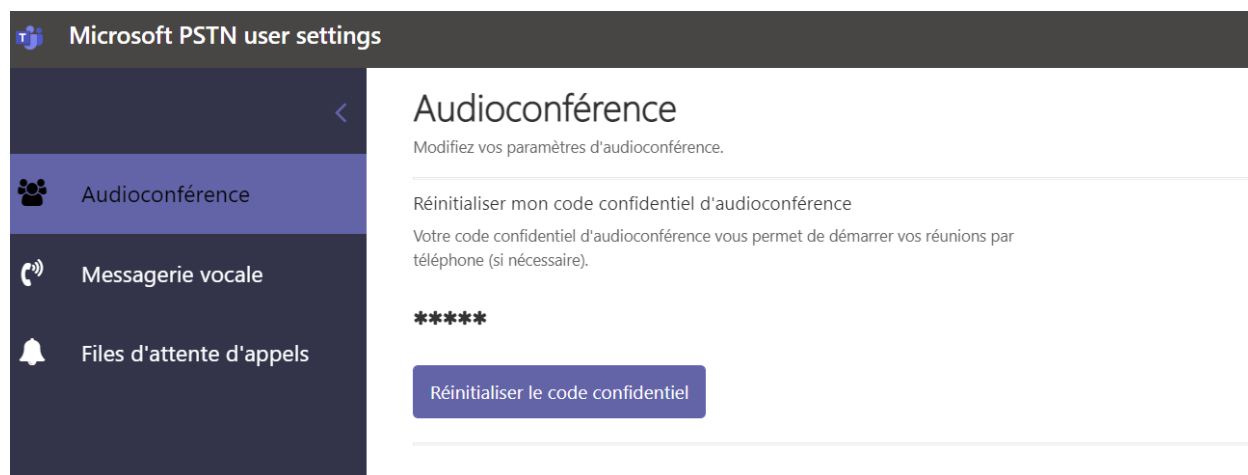 Microsoft PSTN user settings
Audioconférence
Messagerie vocale
Files d'attente d'appels
Audioconférence
Modifiez vos paramètres d'audioconférence.
Réinitialiser mon code confidentiel d'audioconférence
Votre code confidentiel d'audioconférence vous permet de démarrer vos réunions par
téléphone (si nécessaire).
*****
Réinitialiser le code confidentiel